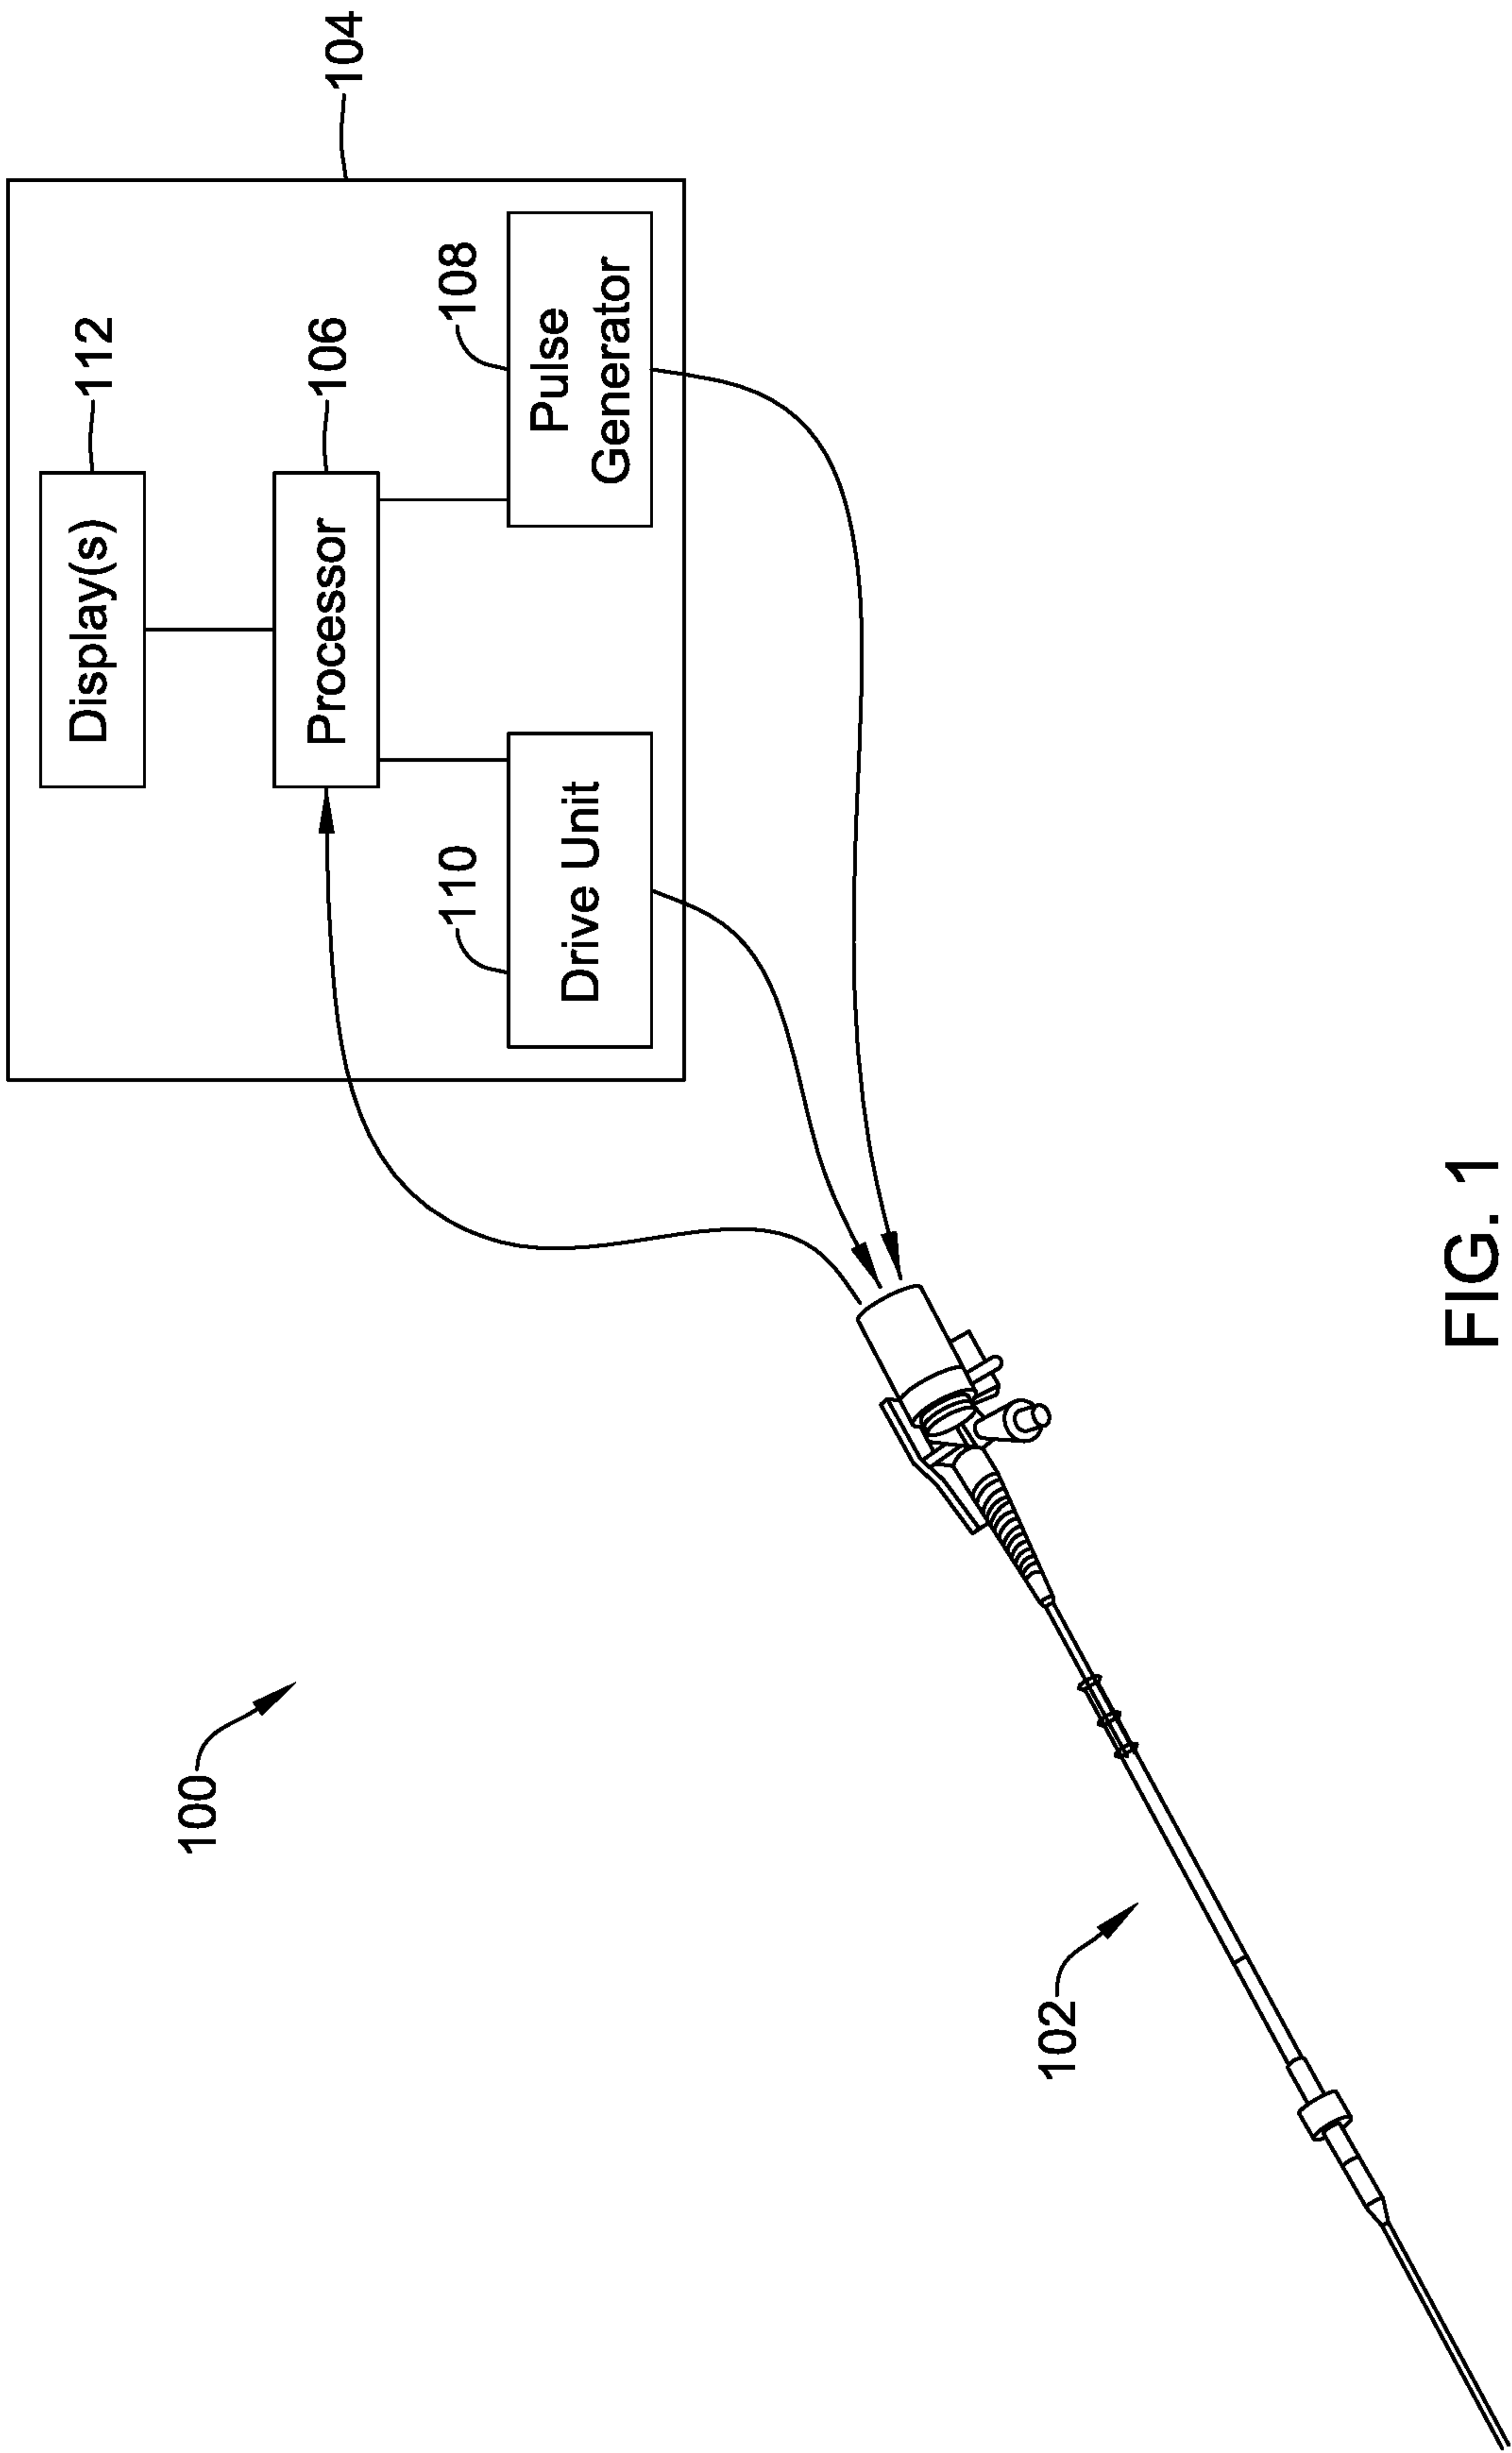 104
112
Display(s)
106
Processor
108
Pulse
Generator
110
Drive Unit
100
102
FIG. 1